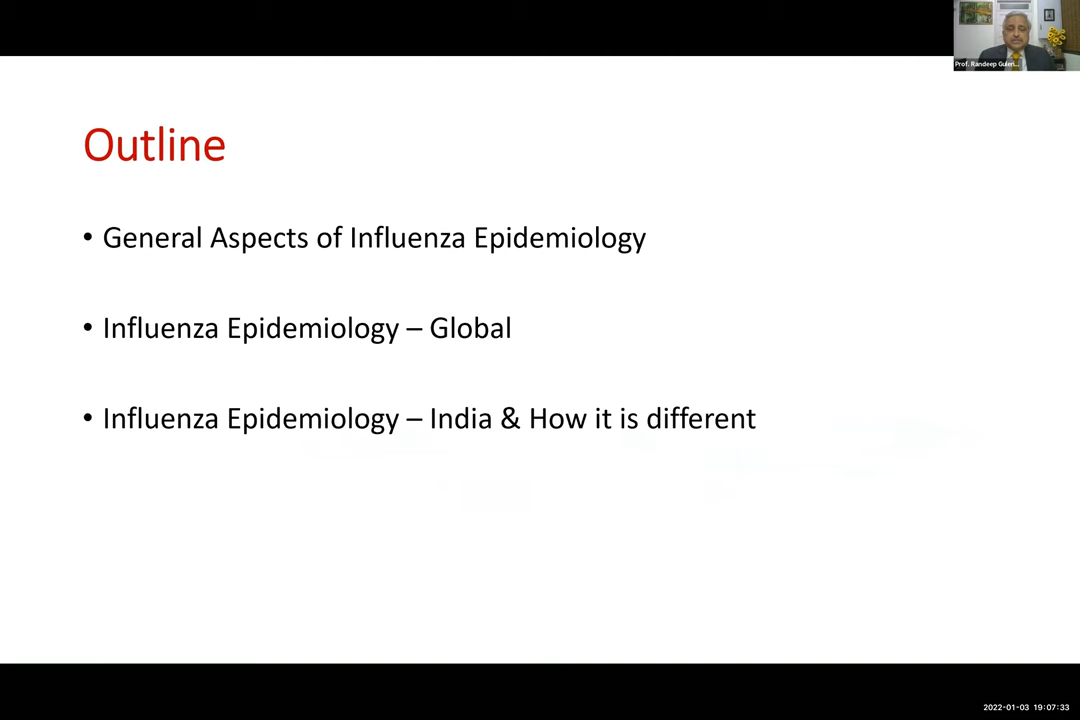 Prof. Randeep Guleri...
Outline
• General Aspects of Influenza Epidemiology
• Influenza Epidemiology – Global
• Influenza Epidemiology – India & How it is different
2022-01-03 19:07:33